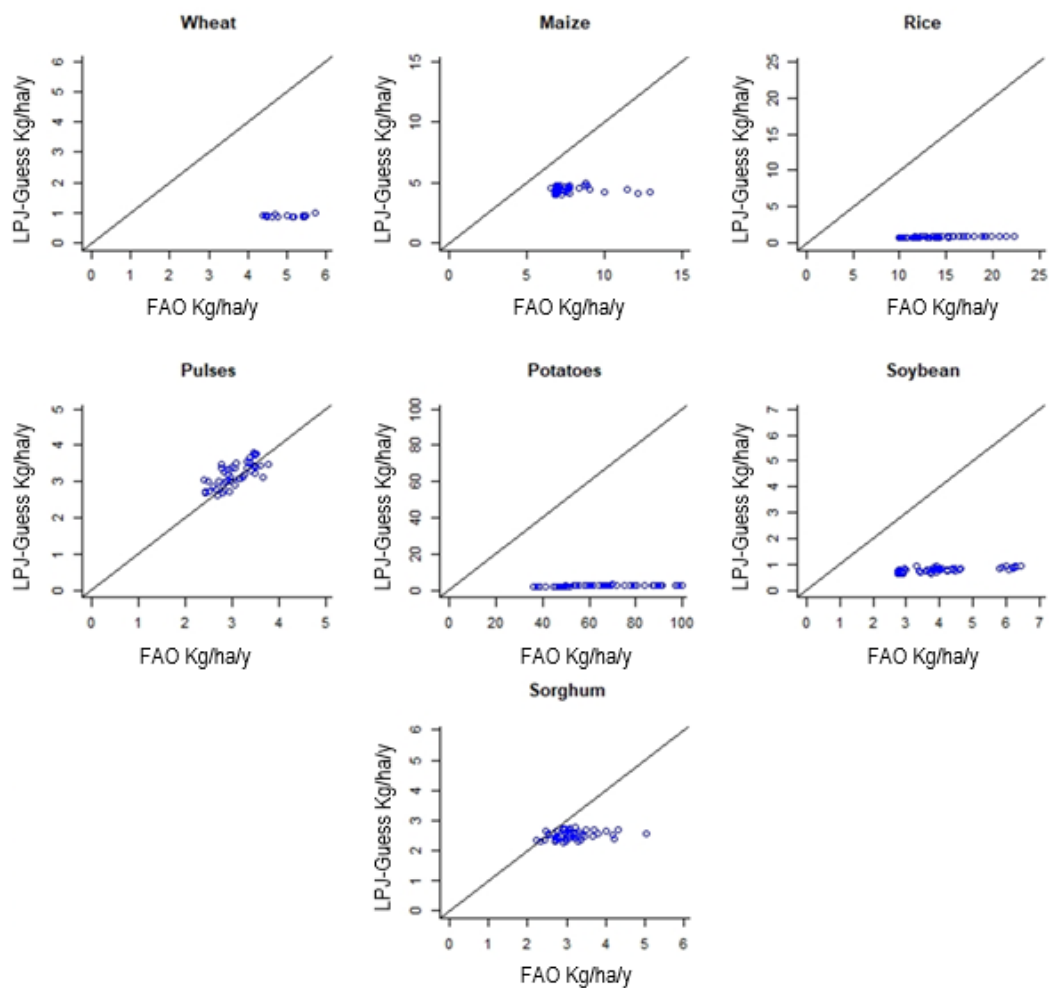 Wheat
LPJ-Guess Kg/ha/y
6
5
4
3
2
1
0
0 1 2 3 4 5 6
FAO Kg/ha/y
Maize
LPJ-Guess Kg/ha/y
15
10
5
0
0 5 10 15
FAO Kg/ha/y
Rice
LPJ-Guess Kg/ha/y
25
20
15
10
5
0
0 5 10 15 20 25
FAO Kg/ha/y
Pulses
LPJ-Guess Kg/ha/y
5
4
3
2
1
0
0 1 2 3 4 5
FAO Kg/ha/y
Potatoes
LPJ-Guess Kg/ha/y
100
80
60
40
20
0
0 20 40 60 80 100
FAO Kg/ha/y
Soybean
LPJ-Guess Kg/ha/y
7
6
5
4
3
2
1
0
0 1 2 3 4 5 6 7
FAO Kg/ha/y
Sorghum
LPJ-Guess Kg/ha/y
6
5
4
3
2
1
0
0 1 2 3 4 5 6
FAO Kg/ha/y